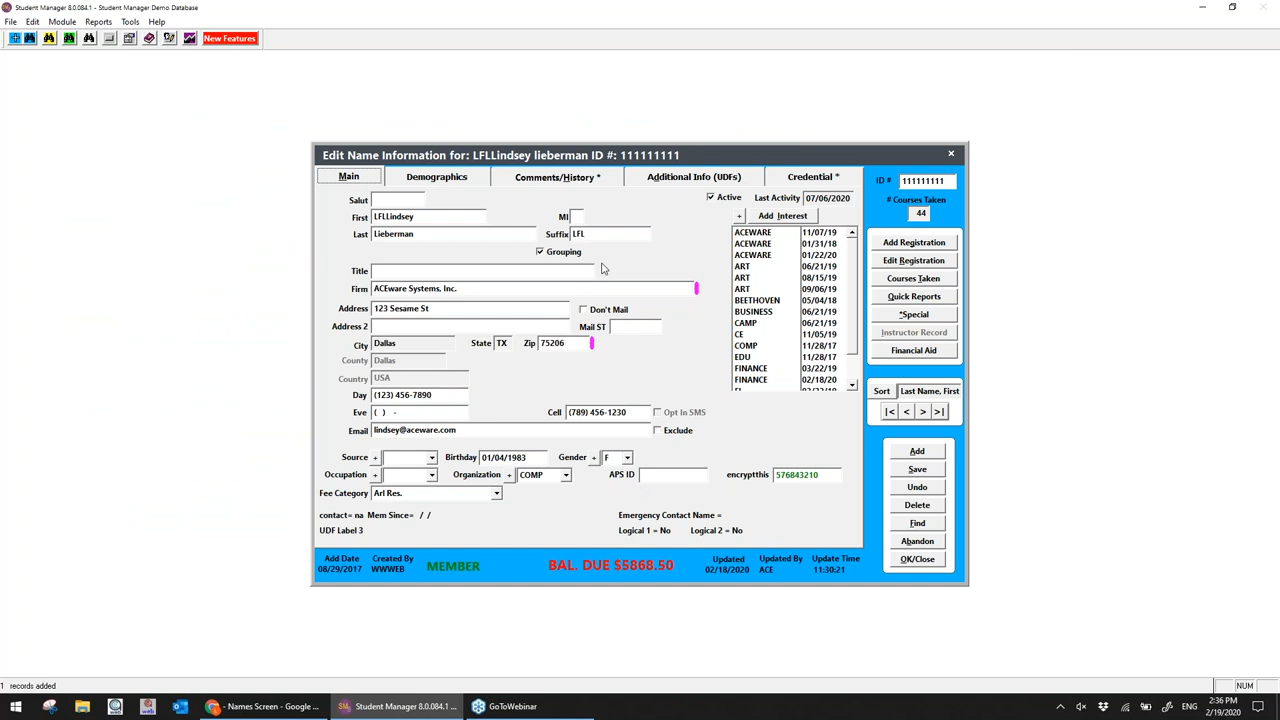 Student Manager 8.0.084.1 - Student Manager Demo Database
File Edit Module Reports Tools Help
New Features
Edit Name Information for: LFLLindsey lieberman ID #: 111111111
Main Demographics Comments/History * Additional Info (UDFs) Credential *
ID # 111111111
# Courses Taken
44
Salut
First LFLLindsey MI
Last Lieberman Suffix LFL
Grouping
Title
Firm ACEware Systems, Inc.
Address 123 Sesame St Don't Mail
Address 2 Mail ST
City Dallas State TX Zip 75206
County Dallas
Country USA
Day (123) 456-7890
Eve ( ) - Cell (789) 456-1230 Opt In SMS
Email lindsey@aceware.com Exclude
Source + Birthday 01/04/1983 Gender + F
Occupation + Organization + COMP APS ID encryptthis 576843210
Fee Category Arl Res.
contact= na Mem Since= / / Emergency Contact Name =
UDF Label 3 Logical 1 = No Logical 2 = No
Active Last Activity 07/06/2020
+ Add Interest
ACEWARE 11/07/19
ACEWARE 01/31/18
ACEWARE 01/22/20
ART 06/21/19
ART 08/15/19
ART 09/06/19
BEETHOVEN 05/04/18
BUSINESS 06/21/19
CAMP 06/21/19
CE 11/05/19
COMP 11/28/17
EDU 11/28/17
FINANCE 03/22/19
FINANCE 02/18/20
Add Registration
Edit Registration
Courses Taken
Quick Reports
*Special
Instructor Record
Financial Aid
Sort Last Name, First
|< < > >|
Add
Save
Undo
Delete
Find
Abandon
OK/Close
Add Date Created By Updated Updated By Update Time
08/29/2017 WWWEB MEMBER BAL. DUE $5868.50 02/18/2020 ACE 11:30:21
1 records added NUM
- Names Screen - Google ... Student Manager 8.0.084.1 ... GoToWebinar
ENG 2:36 PM
2/19/2020